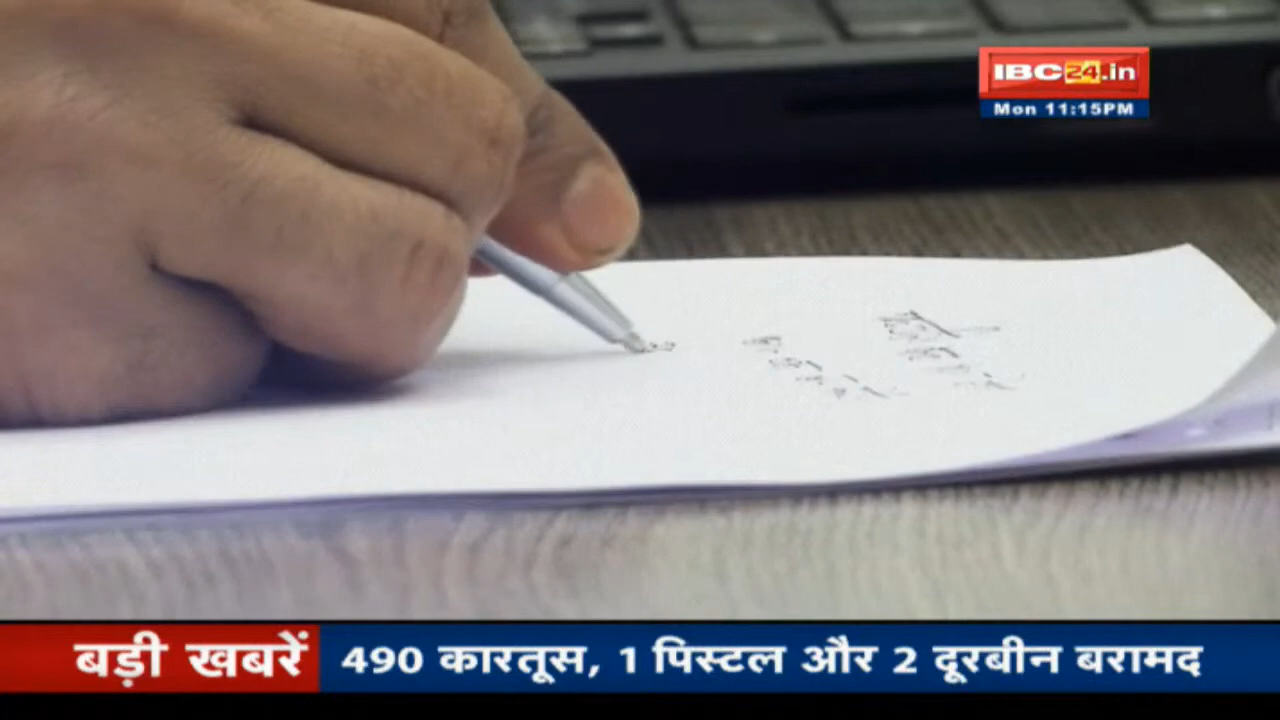 IBC24.in
Mon 11:15PM
बड़ी खबरें
490 कारतूस, 1 पिस्टल और 2 दूरबीन बरामद